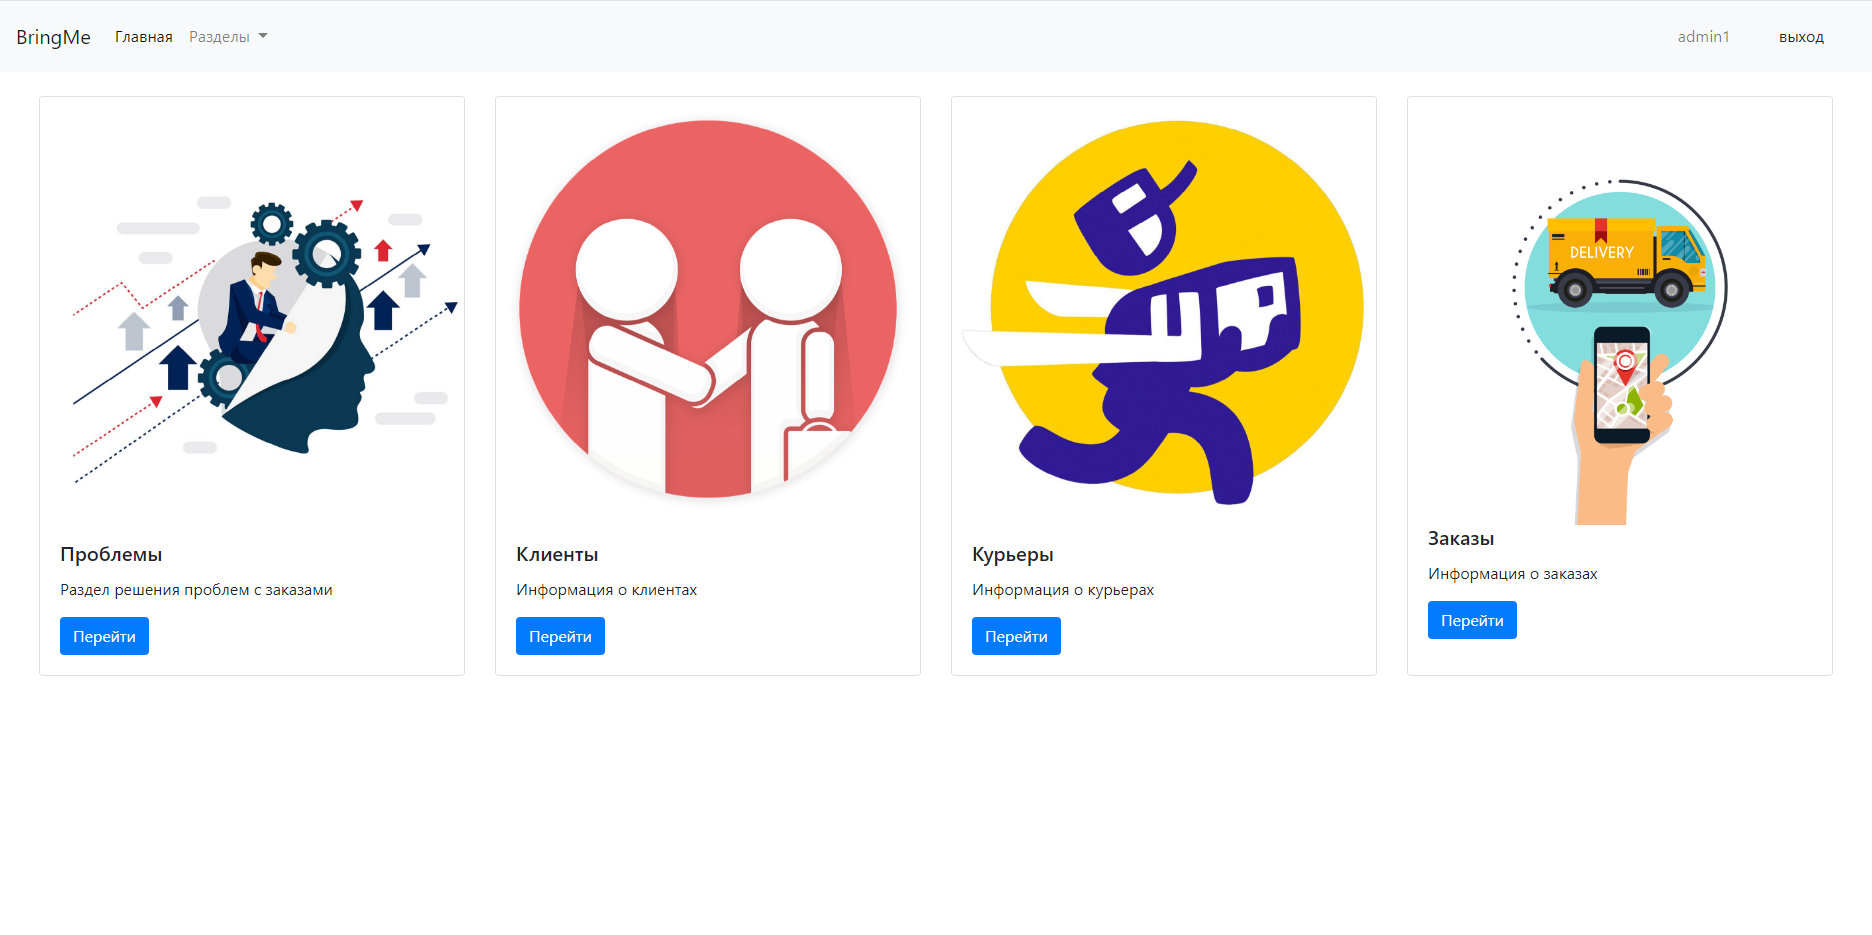 BringMe Главная Разделы admin1 выход
DELIVERY
Проблемы
Раздел решения проблем с заказами
Перейти
Клиенты
Информация о клиентах
Перейти
Курьеры
Информация о курьерах
Перейти
Заказы
Информация о заказах
Перейти